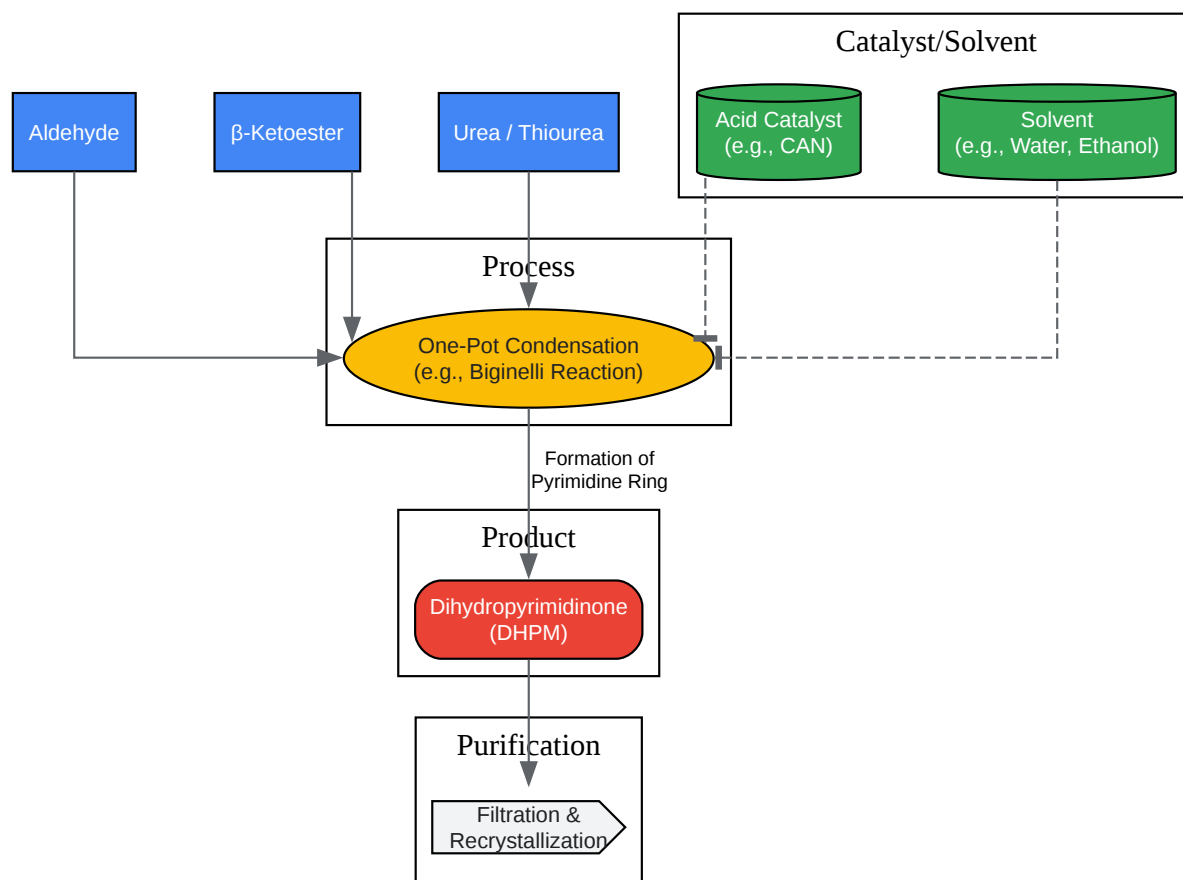 Catalyst/Solvent
Aldehyde
β-Ketoester
Urea / Thiourea
Acid Catalyst
(e.g., CAN)
Solvent
(e.g., Water, Ethanol)
Process
One-Pot Condensation
(e.g., Biginelli Reaction)
Formation of
Pyrimidine Ring
Product
Dihydropyrimidinone
(DHPM)
Purification
Filtration &
Recrystallization